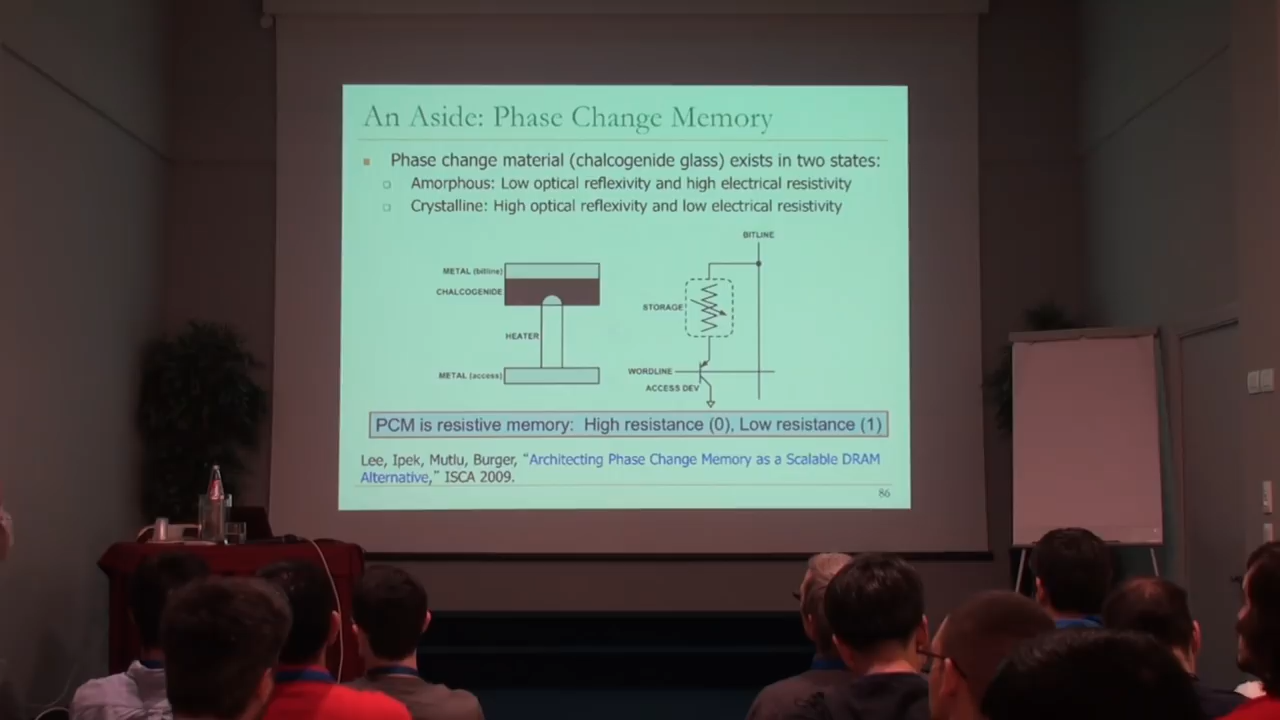 An Aside: Phase Change Memory
Phase change material (chalcogenide glass) exists in two states:
Amorphous: Low optical reflexivity and high electrical resistivity
Crystalline: High optical reflexivity and low electrical resistivity
BITLINE
METAL (bitline)
CHALCOGENIDE
STORAGE
HEATER
WORDLINE
METAL (access)
ACCESS DEV
PCM is resistive memory: High resistance (0), Low resistance (1)
Lee, Ipek, Mutlu, Burger, “Architecting Phase Change Memory as a Scalable DRAM
Alternative,” ISCA 2009.
86